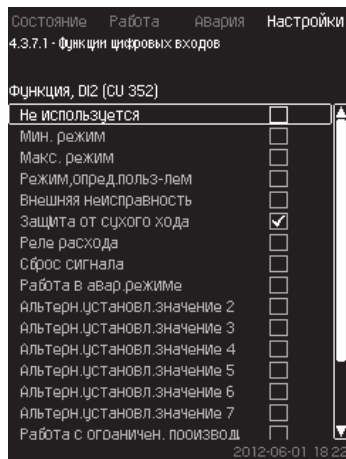 Состояние Работа Авария Настройки
4.3.7.1 - Функции цифровых входов
Функция, DI2 (CU 352)
Не используется
Мин. режим
Макс. режим
Режим,опред.польз-лем
Внешняя неисправность
Защита от сухого хода
Реле расхода
Сброс сигнала
Работа в авар.режиме
Альтерн.установл.значение 2
Альтерн.установл.значение 3
Альтерн.установл.значение 4
Альтерн.установл.значение 5
Альтерн.установл.значение 6
Альтерн.установл.значение 7
Работа с ограничен. производ
2012-06-01 18:22